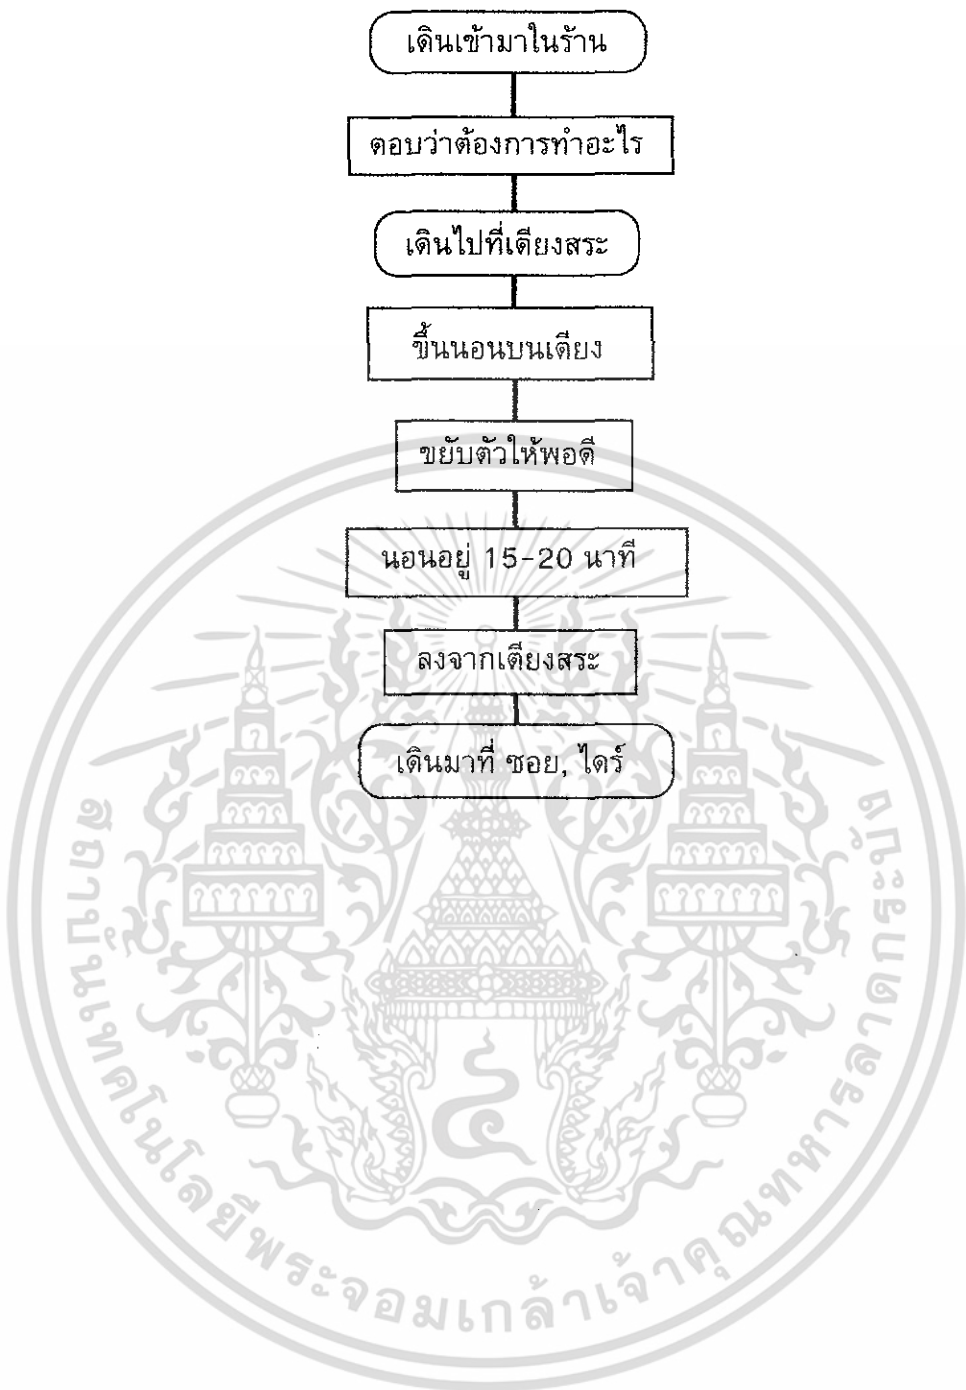 เดินเข้ามาในร้าน
ตอบว่าต้องการทำอะไร
เดินไปที่เตียงสระ
ขึ้นนอนบนเตียง
ขยับตัวให้พอดี
นอนอยู่ 15-20 นาที
ลงจากเตียงสระ
เดินมาที่ ซอย, ไดร์
สถาบันเทคโนโลยีพระจอมเกล้าเจ้าคุณทหารลาดกระบัง
๔